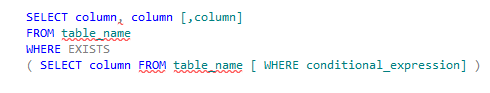 SELECT column, column [,column]
FROM table_name
WHERE EXISTS
( SELECT column FROM table_name [ WHERE conditional_expression] )